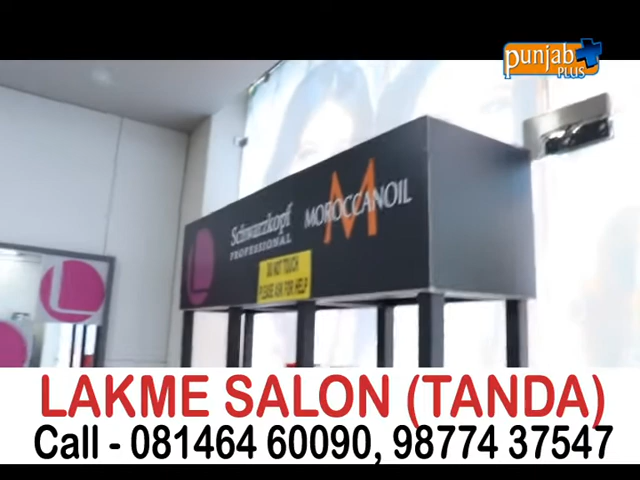 punjab
PLUS
Schwarzkopf
PROFESSIONAL
MOROCCANOIL
M
L
DO NOT TOUCH
PLEASE ASK FOR HELP
L
LAKME SALON (TANDA)
Call - 081464 60090, 98774 37547